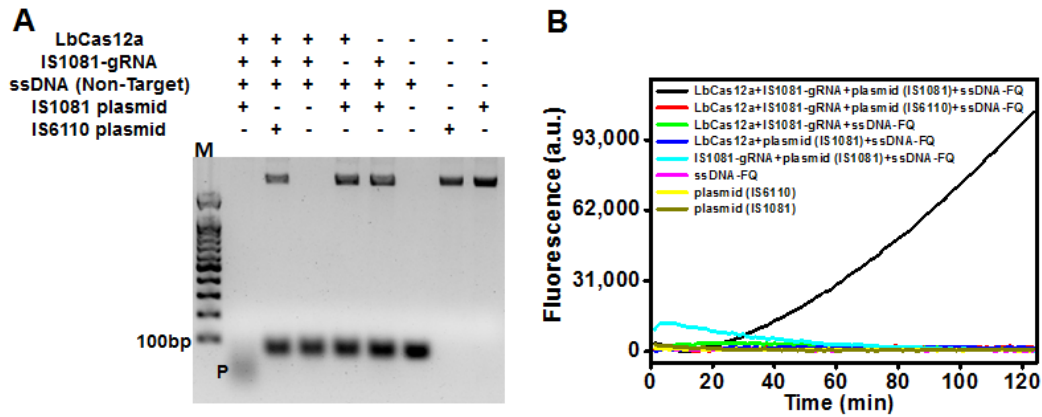 A
LbCas12a + + + + - - - -
IS1081-gRNA + + + - + - - -
ssDNA (Non-Target) + + + + + + - -
IS1081 plasmid + - - + + - - +
IS6110 plasmid - + - - - - + -
M
100bp
P
B
Fluorescence (a.u.)
93,000
62,000
31,000
0
LbCas12a+IS1081-gRNA+plasmid (IS1081)+ssDNA-FQ
LbCas12a+IS1081-gRNA+plasmid (IS6110)+ssDNA-FQ
LbCas12a+IS1081-gRNA+ssDNA-FQ
LbCas12a+plasmid (IS1081)+ssDNA-FQ
IS1081-gRNA+plasmid (IS1081)+ssDNA-FQ
ssDNA-FQ
plasmid (IS6110)
plasmid (IS1081)
0 20 40 60 80 100 120
Time (min)